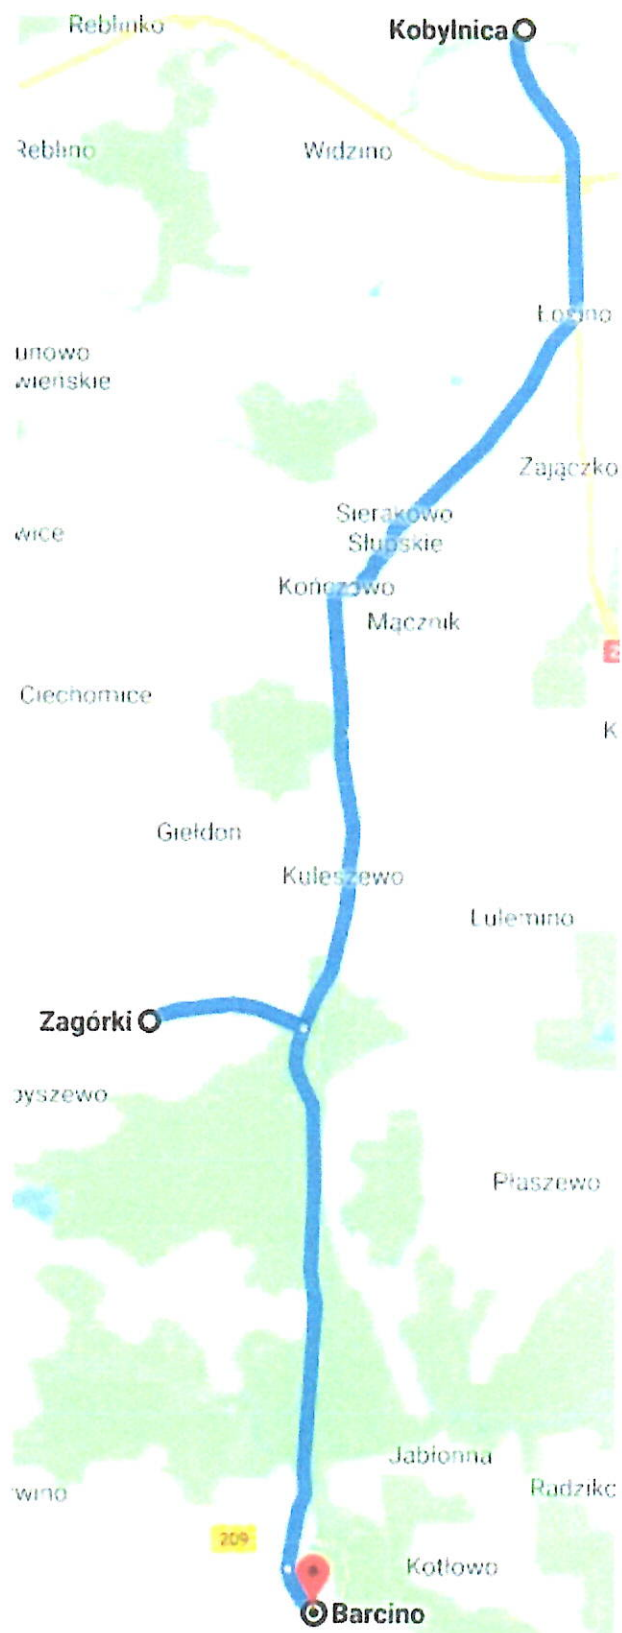 Reblinko
Kobylnica
Reblino
Widzino
Łosino
unowo
wieńskie
Zajączko
Sierakowo
Słupskie
wice
Kończewo
Mącznik
Ciechomice
K
Giełdon
Kuleszewo
Lulemino
Zagórki
byszewo
Płaszewo
Jabłonna
wino
Radzikc
209
Kotłowo
Barcino